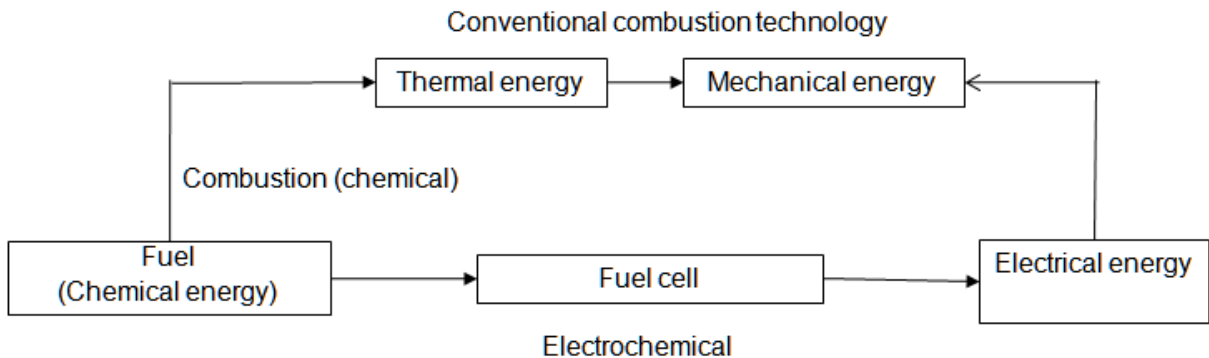 Conventional combustion technology
Thermal energy
Mechanical energy
Combustion (chemical)
Fuel
(Chemical energy)
Fuel cell
Electrical energy
Electrochemical